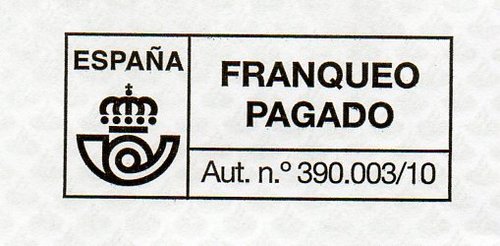 ESPAÑA
FRANQUEO
PAGADO
Aut. n.º 390.003/10